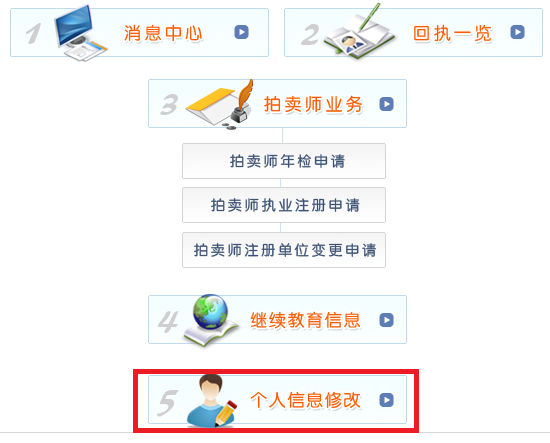 1 消息中心
2 回执一览
3 拍卖师业务
拍卖师年检申请
拍卖师执业注册申请
拍卖师注册单位变更申请
4 继续教育信息
5 个人信息修改